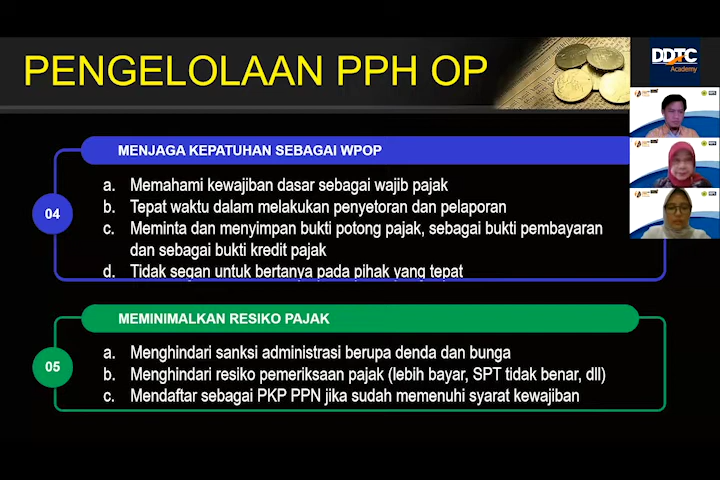 PENGELOLAAN PPH OP
DDTC
Academy
MENJAGA KEPATUHAN SEBAGAI WPOP
04
a. Memahami kewajiban dasar sebagai wajib pajak
b. Tepat waktu dalam melakukan penyetoran dan pelaporan
c. Meminta dan menyimpan bukti potong pajak, sebagai bukti pembayaran
dan sebagai bukti kredit pajak
d. Tidak segan untuk bertanya pada pihak yang tepat
MEMINIMALKAN RESIKO PAJAK
05
a. Menghindari sanksi administrasi berupa denda dan bunga
b. Menghindari resiko pemeriksaan pajak (lebih bayar, SPT tidak benar, dll)
c. Mendaftar sebagai PKP PPN jika sudah memenuhi syarat kewajiban